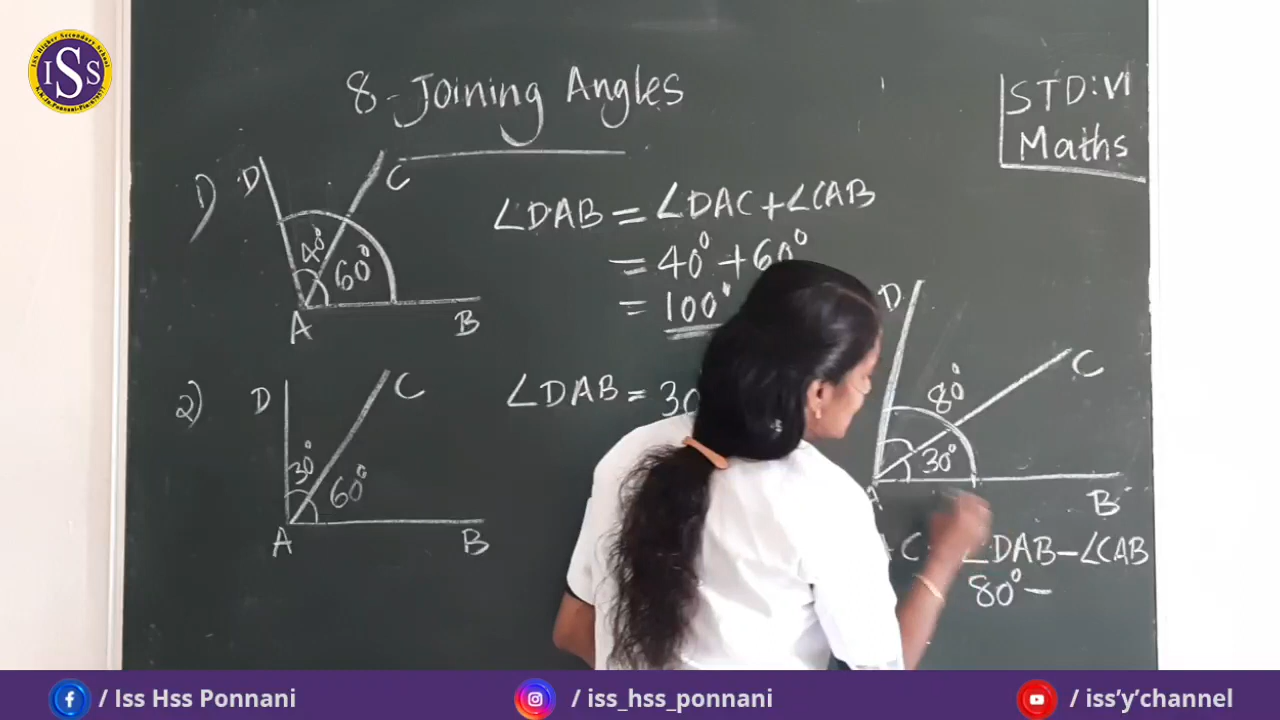 ISS
8-Joining Angles
STD:VI
Maths
1)
D
C
40°
60°
A
B
∠DAB = ∠DAC + ∠CAB
= 40° + 60°
= 100°
2)
D
C
30°
60°
A
B
∠DAB = 30
D
C
80°
30°
A
B
∠DAB - ∠CAB
80° -
/ Iss Hss Ponnani
/ iss_hss_ponnani
/ iss'y'channel